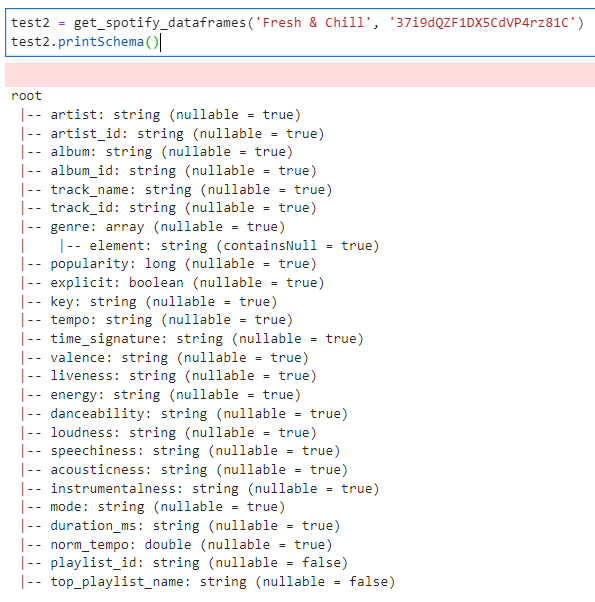 test2 = get_spotify_dataframes('Fresh & Chill', '37i9dQZF1DX5CdVP4rz81C')
test2.printSchema()
root
 |-- artist: string (nullable = true)
 |-- artist_id: string (nullable = true)
 |-- album: string (nullable = true)
 |-- album_id: string (nullable = true)
 |-- track_name: string (nullable = true)
 |-- track_id: string (nullable = true)
 |-- genre: array (nullable = true)
 |    |-- element: string (containsNull = true)
 |-- popularity: long (nullable = true)
 |-- explicit: boolean (nullable = true)
 |-- key: string (nullable = true)
 |-- tempo: string (nullable = true)
 |-- time_signature: string (nullable = true)
 |-- valence: string (nullable = true)
 |-- liveness: string (nullable = true)
 |-- energy: string (nullable = true)
 |-- danceability: string (nullable = true)
 |-- loudness: string (nullable = true)
 |-- speechiness: string (nullable = true)
 |-- acousticness: string (nullable = true)
 |-- instrumentalness: string (nullable = true)
 |-- mode: string (nullable = true)
 |-- duration_ms: string (nullable = true)
 |-- norm_tempo: double (nullable = true)
 |-- playlist_id: string (nullable = false)
 |-- top_playlist_name: string (nullable = false)